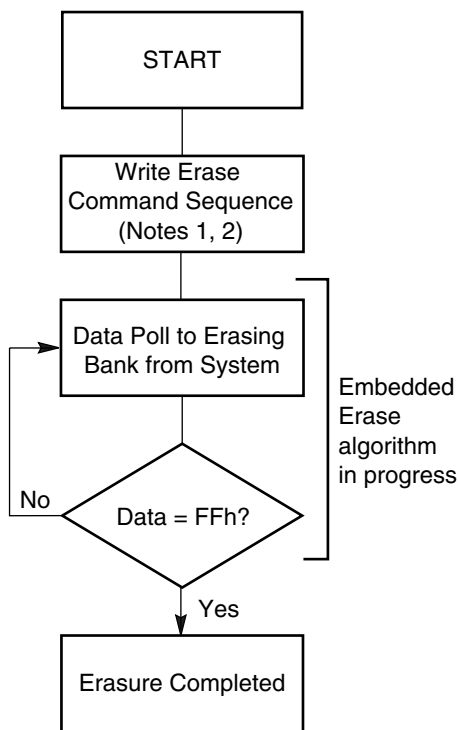 START
Write Erase
Command Sequence
(Notes 1, 2)
Data Poll to Erasing
Bank from System
Embedded
Erase
algorithm
in progress
No
Data = FFh?
Yes
Erasure Completed